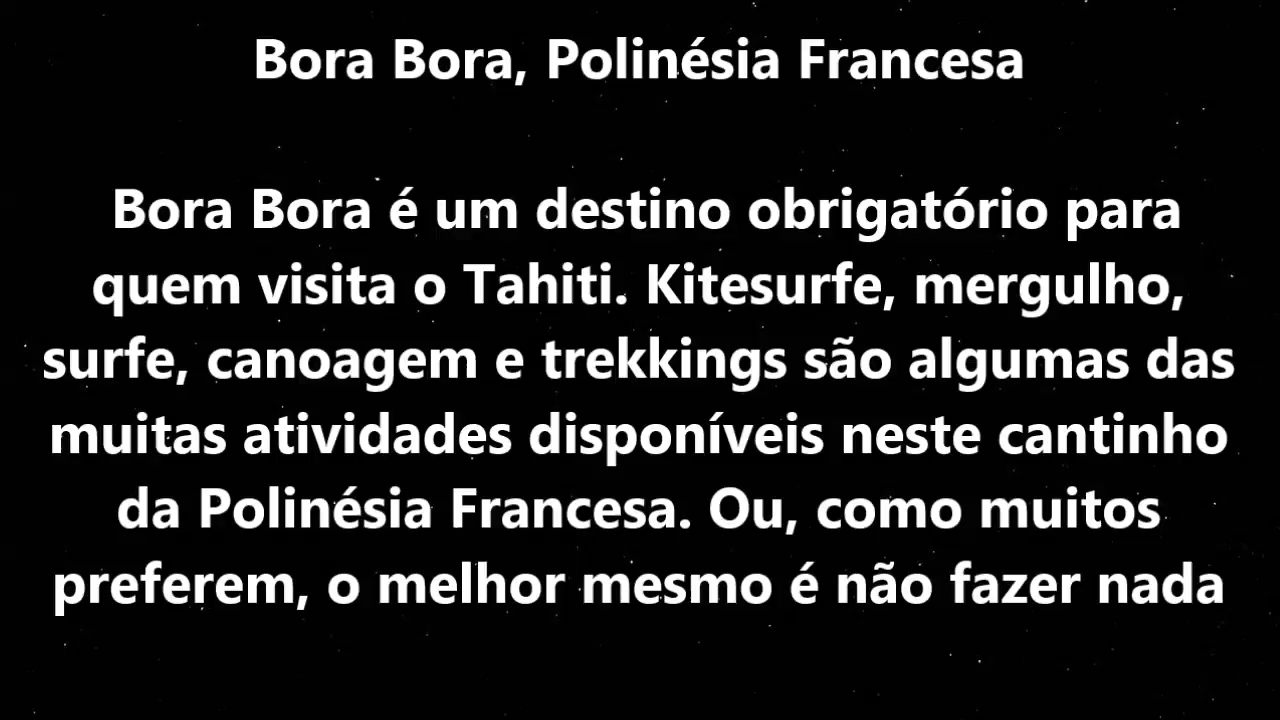 Bora Bora, Polinésia Francesa
Bora Bora é um destino obrigatório para
quem visita o Tahiti. Kitesurfe, mergulho,
surfe, canoagem e trekkings são algumas das
muitas atividades disponíveis neste cantinho
da Polinésia Francesa. Ou, como muitos
preferem, o melhor mesmo é não fazer nada